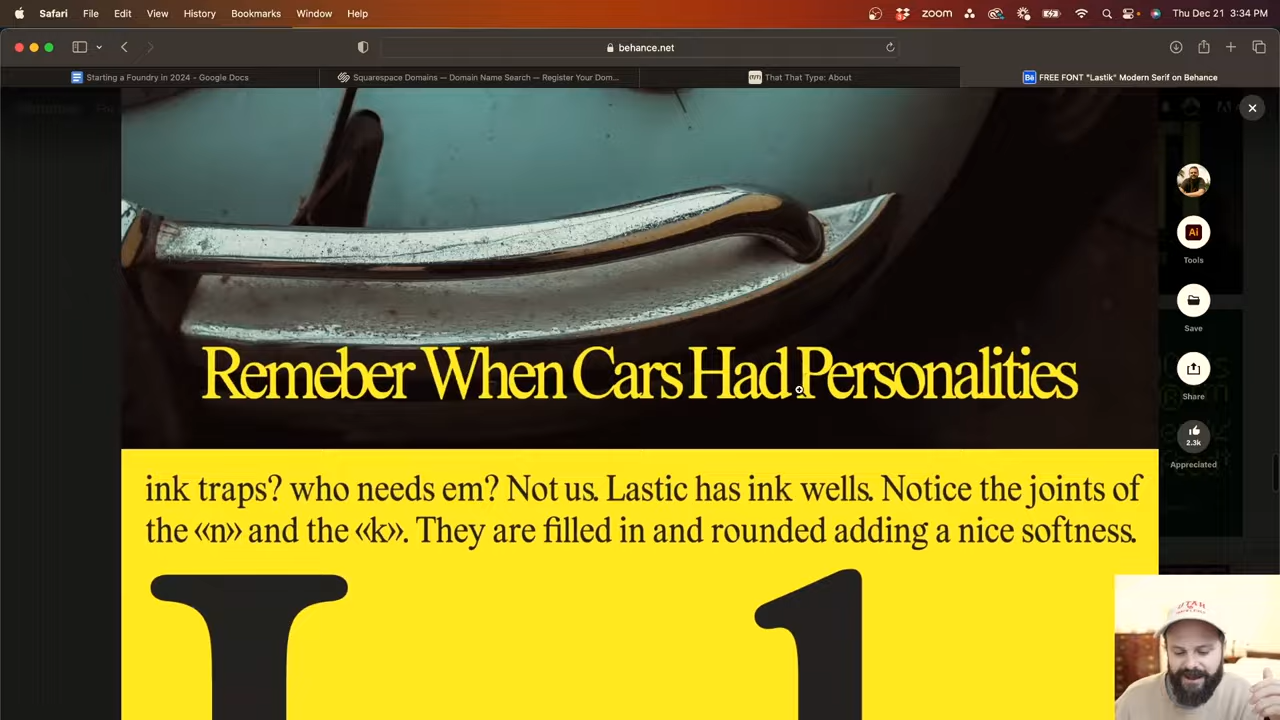 Safari File Edit View History Bookmarks Window Help zoom Thu Dec 21 3:34 PM
behance.net
Starting a Foundry in 2024 - Google Docs Squarespace Domains — Domain Name Search — Register Your Dom... That That Type: About Bē FREE FONT "Lastik" Modern Serif on Behance
Ai
Tools
Save
Share
2.3k
Appreciated
Remeber When Cars Had Personalities
ink traps? who needs em? Not us. Lastic has ink wells. Notice the joints of
the «n» and the «k». They are filled in and rounded adding a nice softness.
UTAH